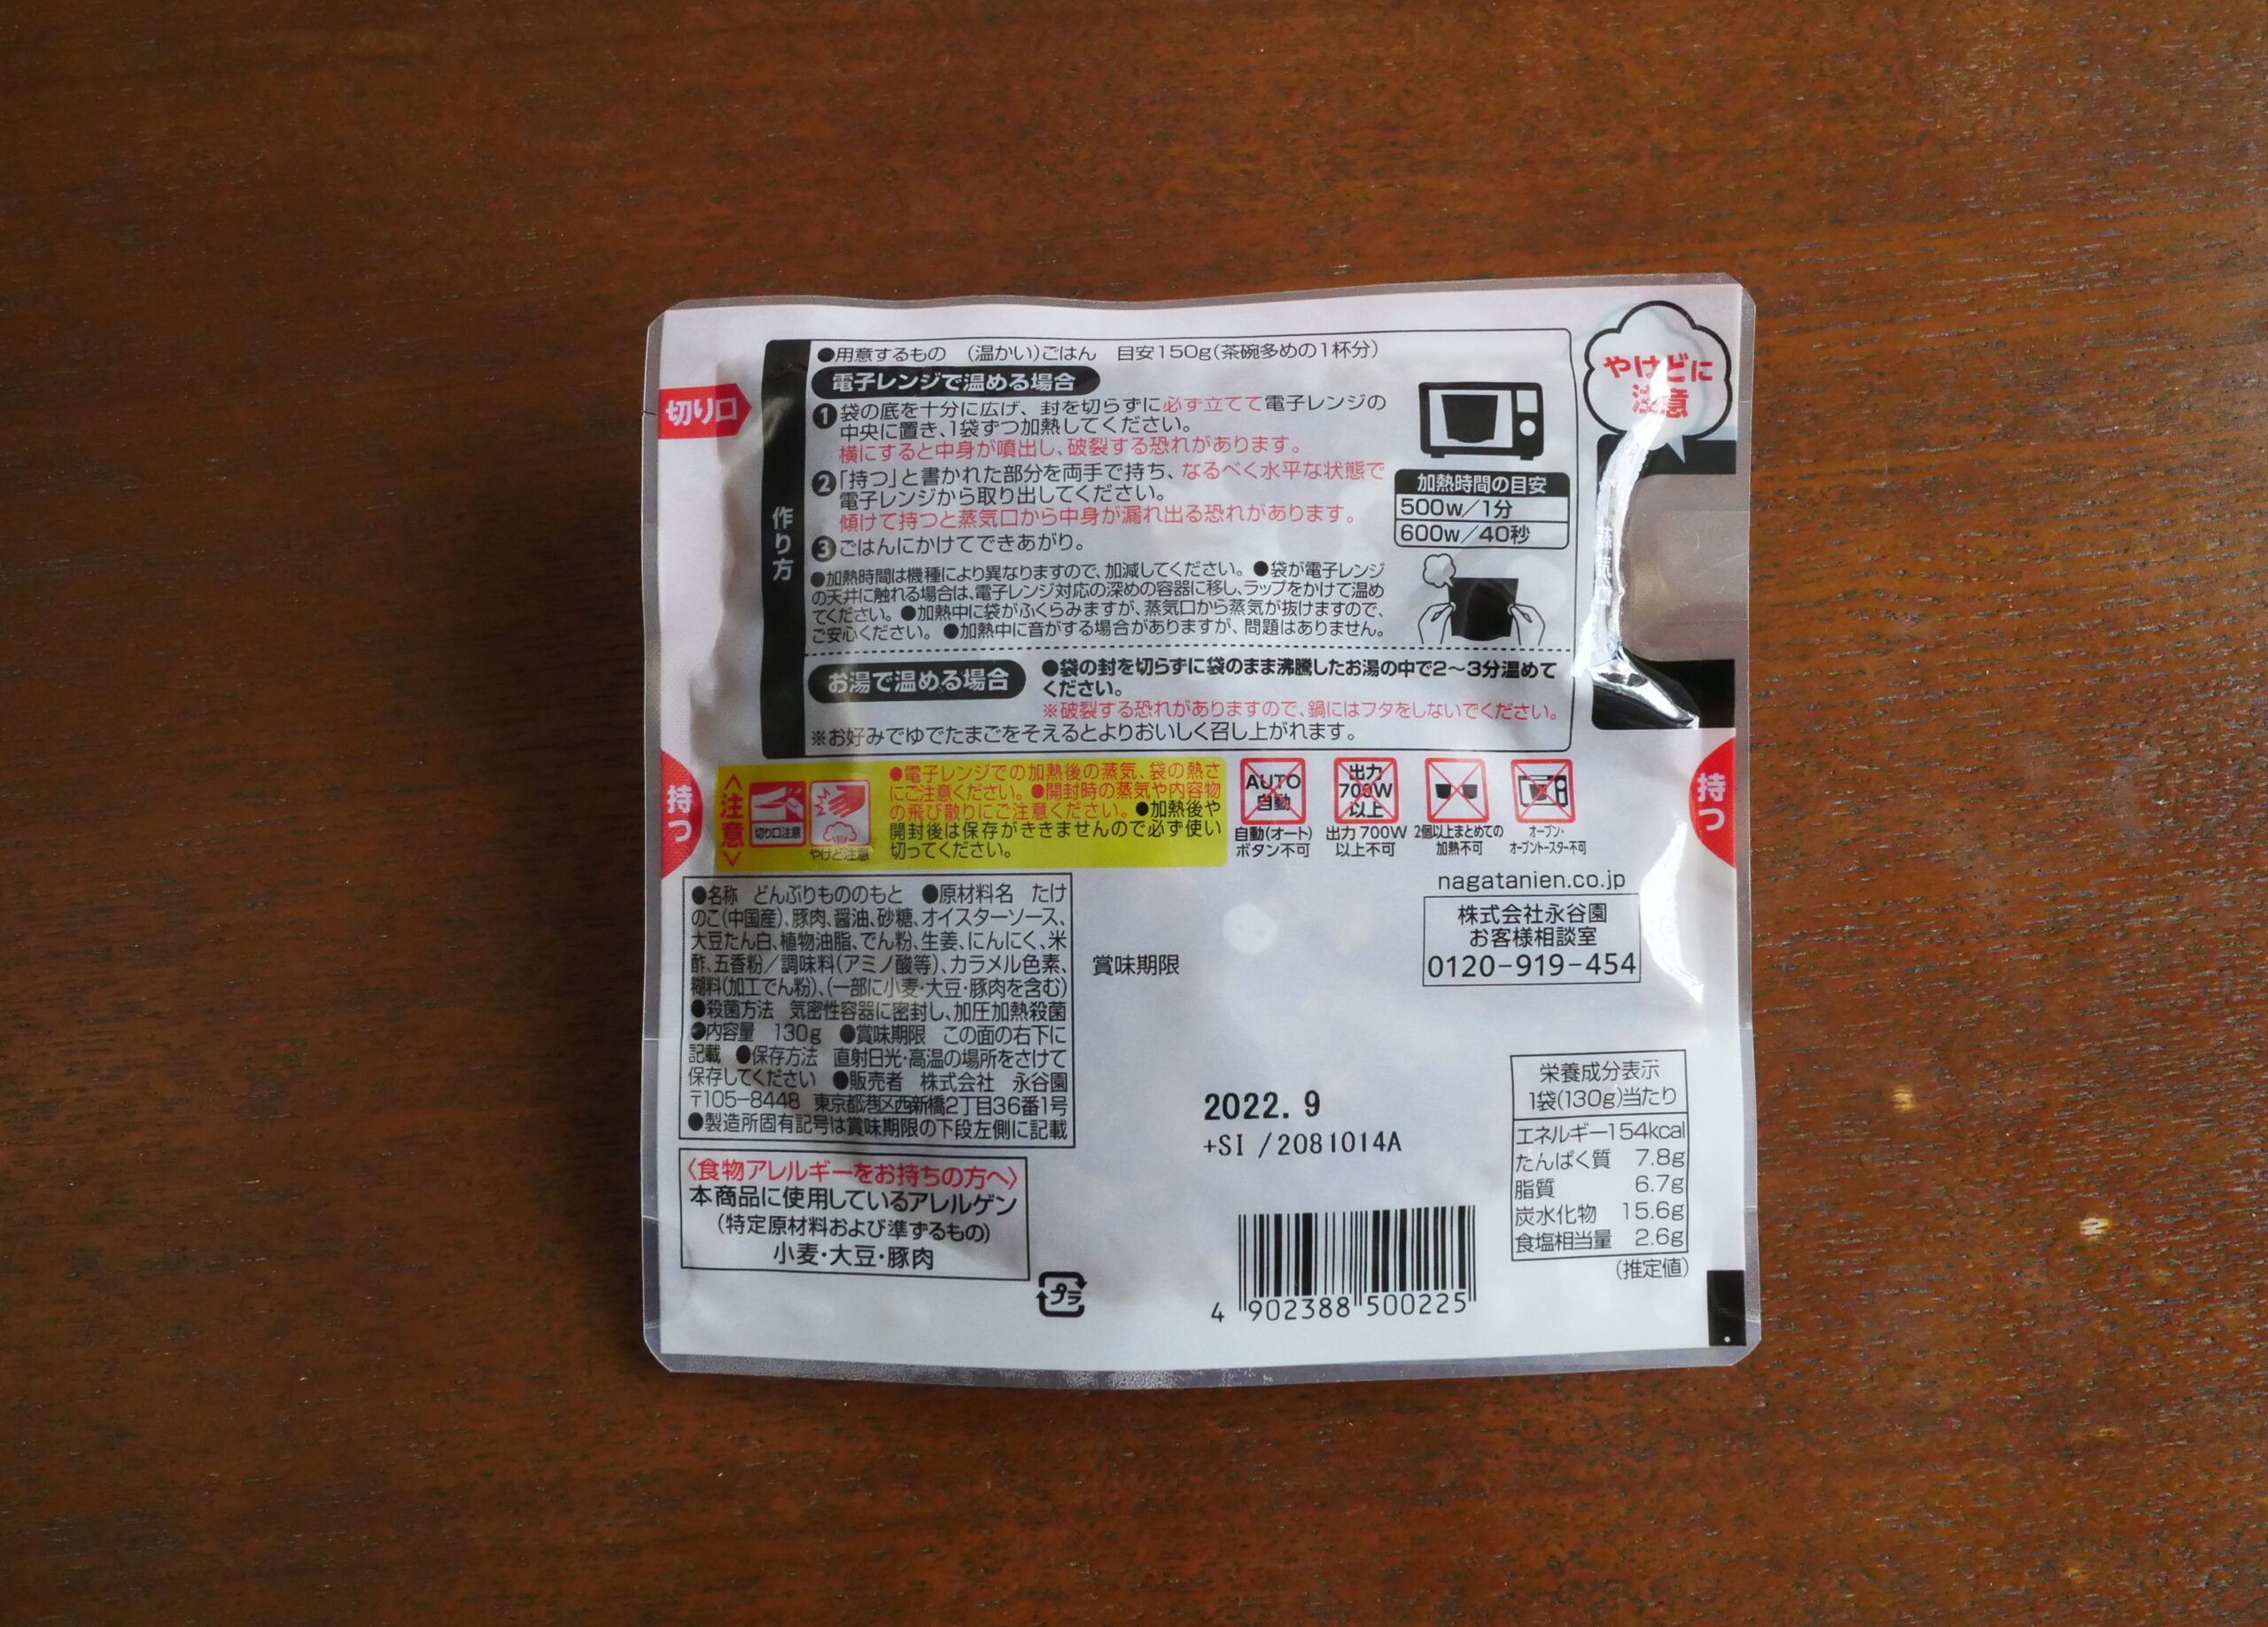 ●用意するもの （温かい）ごはん 目安150g（茶碗多めの1杯分）
電子レンジで温める場合
❶袋の底を十分に広げ、封を切らずに必ず立てて電子レンジの
中央に置き、1袋ずつ加熱してください。
横にすると中身が噴出し、破裂する恐れがあります。
❷「持つ」と書かれた部分を両手で持ち、なるべく水平な状態で
電子レンジから取り出してください。
傾けて持つと蒸気口から中身が漏れ出る恐れがあります。
❸ごはんにかけてできあがり。
●加熱時間は機種により異なりますので、加減してください。●袋が電子レンジ
の天井に触れる場合は、電子レンジ対応の深めの容器に移し、ラップをかけて温め
てください。●加熱中に袋がふくらみますが、蒸気口から蒸気が抜けますので、
ご安心ください。●加熱中に音がする場合がありますが、問題はありません。
加熱時間の目安
500w／1分
600w／40秒
作り方
切り口
やけどに
注意
お湯で温める場合
●袋の封を切らずに袋のまま沸騰したお湯の中で2〜3分温めて
ください。
※破裂する恐れがありますので、鍋にはフタをしないでください。
※お好みでゆでたまごをそえるとよりおいしく召し上がれます。
持つ
持つ
〈注意〉
切り口注意
やけど注意
●電子レンジでの加熱後の蒸気、袋の熱さ
にご注意ください。●開封時の蒸気や内容物
の飛び散りにご注意ください。●加熱後や
開封後は保存がききませんので必ず使い
切ってください。
AUTO
自動
自動（オート）
ボタン不可
出力
700W
以上
出力 700W
以上不可
2個以上まとめての
加熱不可
オーブン・
オーブントースター不可
●名称 どんぶりもののもと ●原材料名 たけ
のこ（中国産）、豚肉、醤油、砂糖、オイスターソース、
大豆たん白、植物油脂、でん粉、生姜、にんにく、米
酢、五香粉／調味料（アミノ酸等）、カラメル色素、
糊料（加工でん粉）、（一部に小麦・大豆・豚肉を含む）
●殺菌方法 気密性容器に密封し、加圧加熱殺菌
●内容量 130g ●賞味期限 この面の右下に
記載 ●保存方法 直射日光・高温の場所をさけて
保存してください ●販売者 株式会社 永谷園
〒105-8448 東京都港区西新橋2丁目36番1号
●製造所固有記号は賞味期限の下段左側に記載
〈食物アレルギーをお持ちの方へ〉
本商品に使用しているアレルゲン
（特定原材料および準ずるもの）
小麦・大豆・豚肉
プラ
賞味期限
2022. 9
+SI /2081014A
4 902388 500225
nagatanien.co.jp
株式会社永谷園
お客様相談室
0120-919-454
栄養成分表示
1袋(130g)当たり
エネルギー154kcal
たんぱく質 7.8g
脂質 6.7g
炭水化物 15.6g
食塩相当量 2.6g
（推定値）